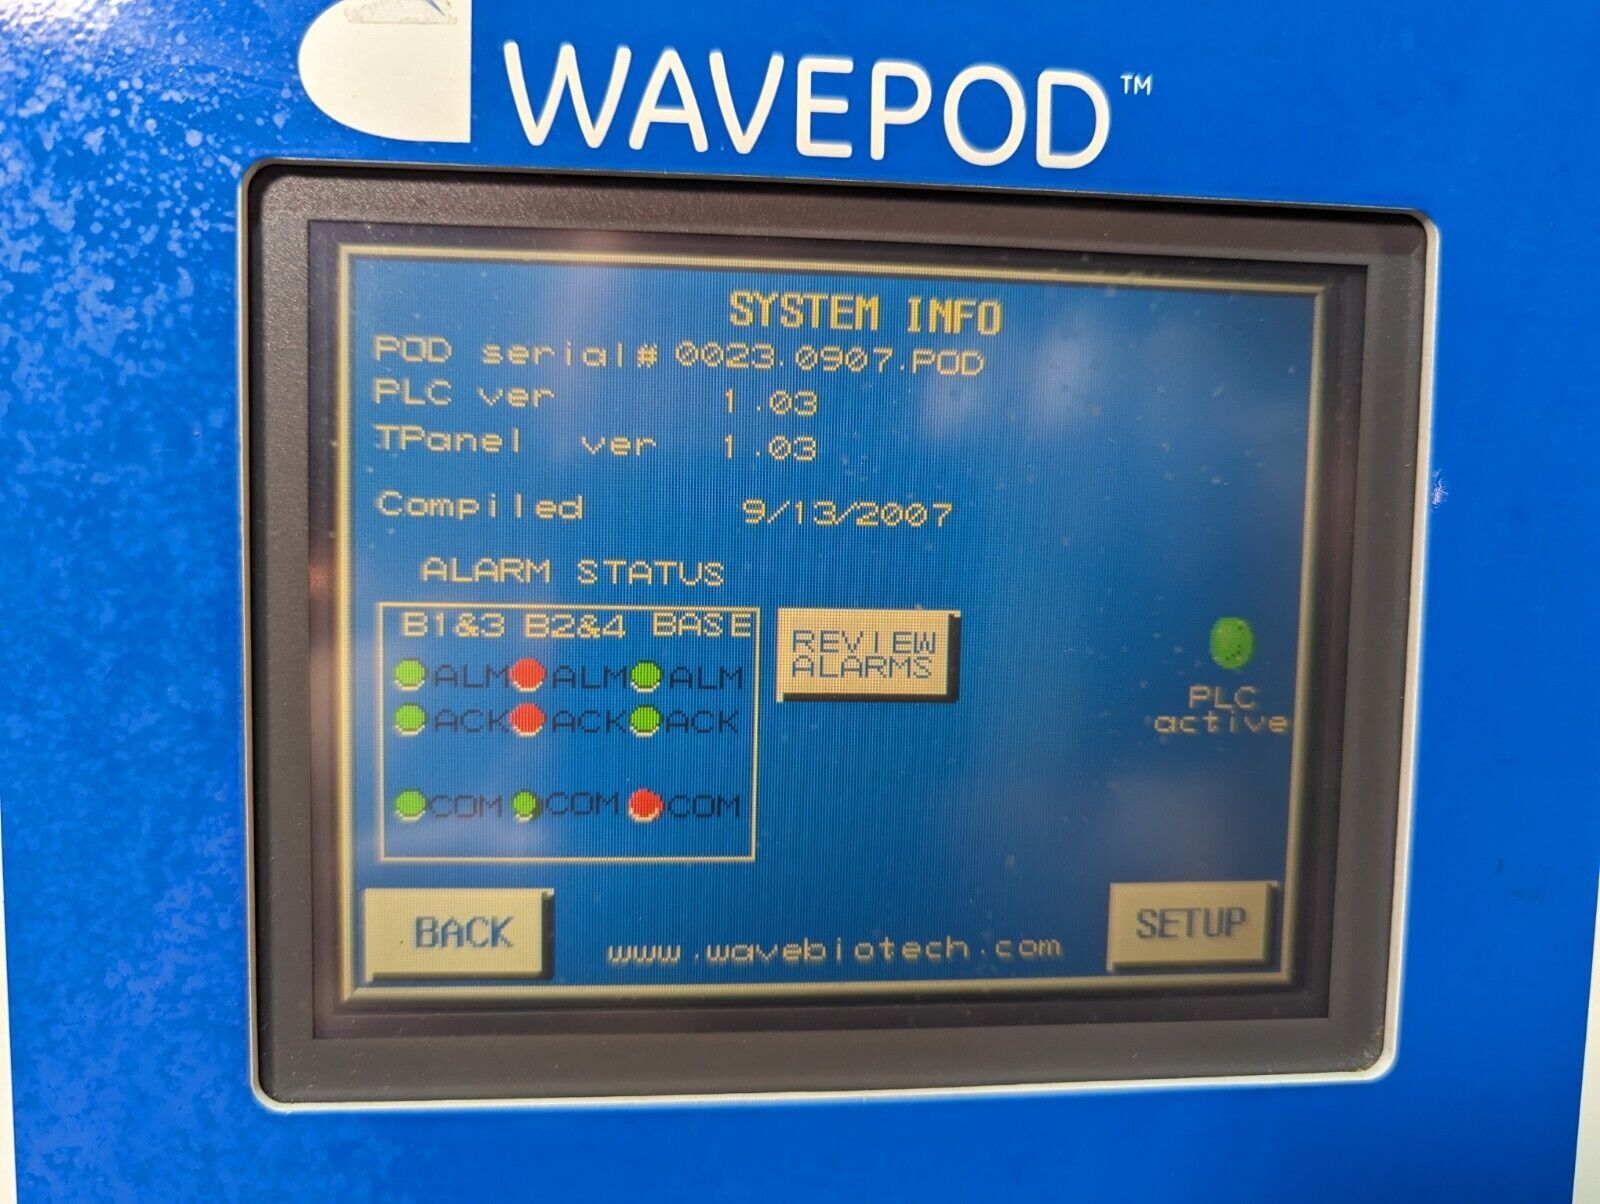 WAVEPOD™
SYSTEM INFO
POD serial# 0023.0907.POD
PLC ver 1.03
TPanel ver 1.03
Compiled 9/13/2007
ALARM STATUS
B1&3 B2&4 BASE
ALM ALM ALM
ACK ACK ACK
COM COM COM
REVIEW
ALARMS
PLC
active
BACK
www.wavebiotech.com
SETUP